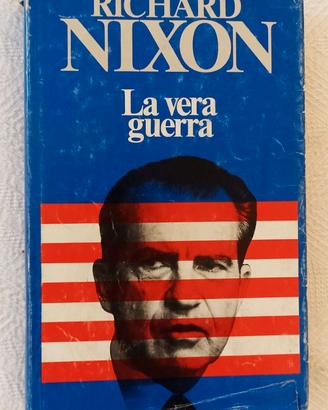 RICHARD
NIXON
La vera
guerra